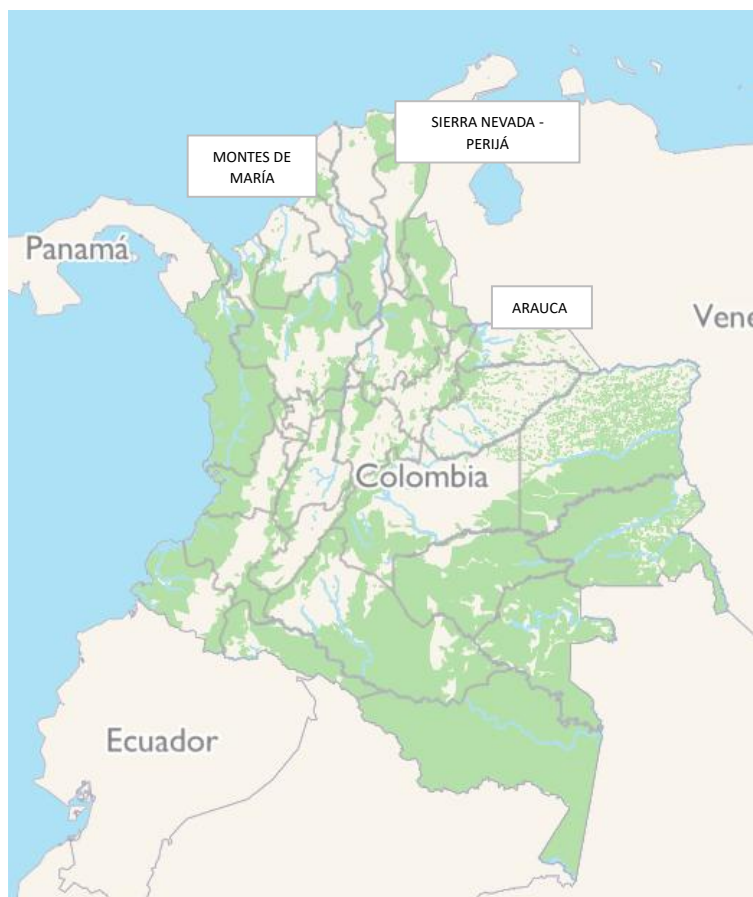 SIERRA NEVADA -
PERIJÁ
MONTES DE
MARÍA
Panamá
ARAUCA
Vene
Colombia
Ecuador